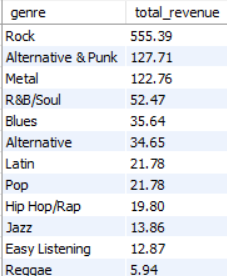 genre total_revenue
Rock 555.39
Alternative & Punk 127.71
Metal 122.76
R&B/Soul 52.47
Blues 35.64
Alternative 34.65
Latin 21.78
Pop 21.78
Hip Hop/Rap 19.80
Jazz 13.86
Easy Listening 12.87
Reggae 5.94